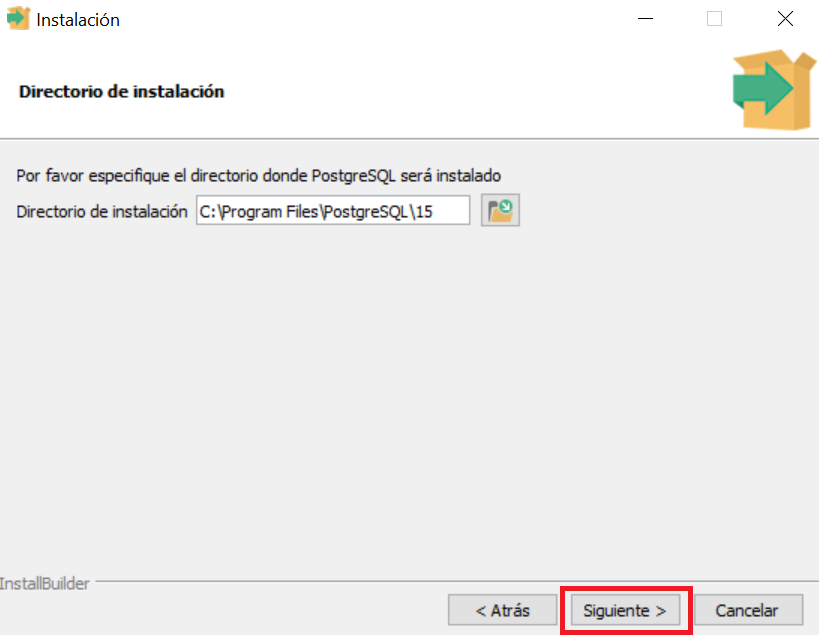 Instalación
Directorio de instalación
Por favor especifique el directorio donde PostgreSQL será instalado
Directorio de instalación C:\Program Files\PostgreSQL\15
InstallBuilder
< Atrás Siguiente > Cancelar